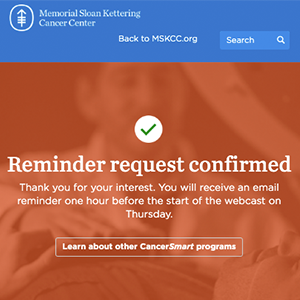 Memorial Sloan Kettering
Cancer Center
Back to MSKCC.org
Search
Reminder request confirmed
Thank you for your interest. You will receive an email
reminder one hour before the start of the webcast on
Thursday.
Learn about other CancerSmart programs